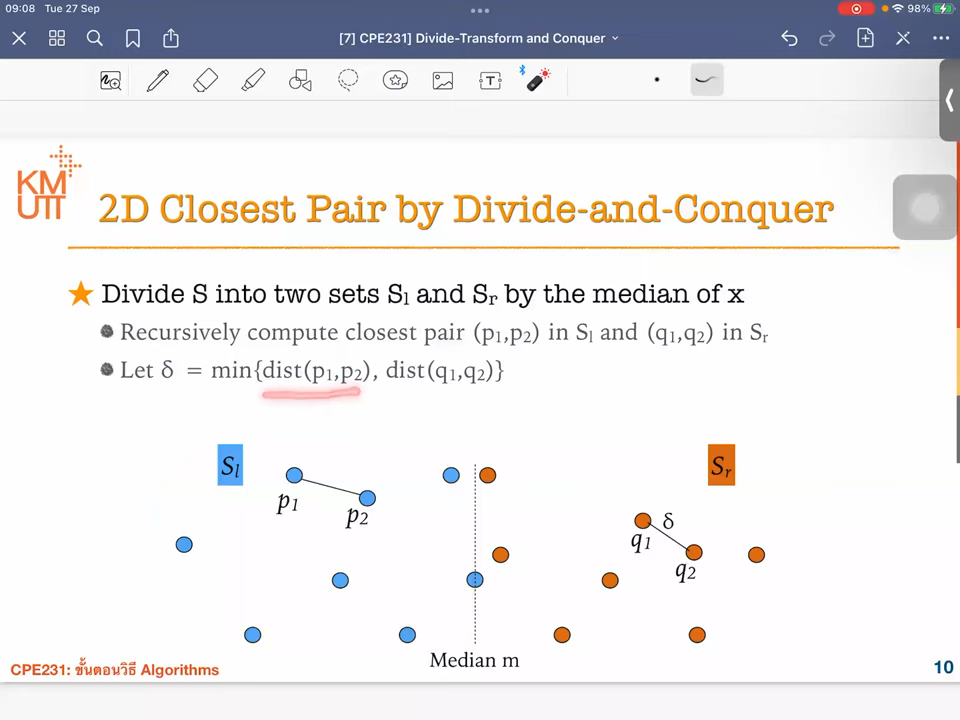 09:08 Tue 27 Sep
98%
[7] CPE231] Divide-Transform and Conquer
T
KM
UTT
2D Closest Pair by Divide-and-Conquer
Divide S into two sets Sl and Sr by the median of x
Recursively compute closest pair (p1,p2) in Sl and (q1,q2) in Sr
Let δ = min{dist(p1,p2), dist(q1,q2)}
Sl
Sr
p1
p2
q1
δ
q2
Median m
CPE231: ขั้นตอนวิธี Algorithms
10